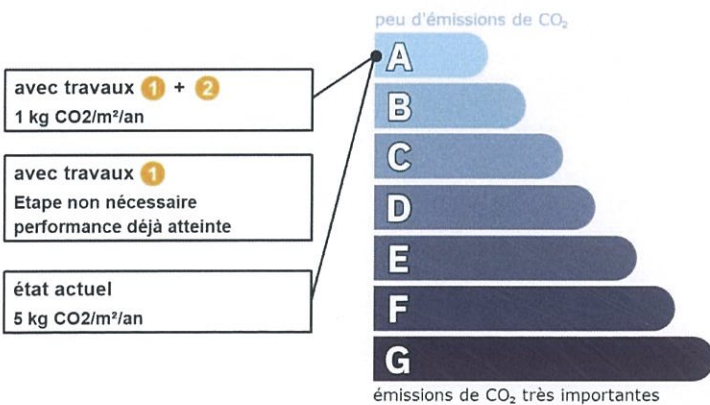 peu d'émissions de CO₂
A
B
C
D
E
F
G
émissions de CO₂ très importantes
avec travaux 1 + 2
1 kg CO2/m²/an
avec travaux 1
Etape non nécessaire
performance déjà atteinte
état actuel
5 kg CO2/m²/an